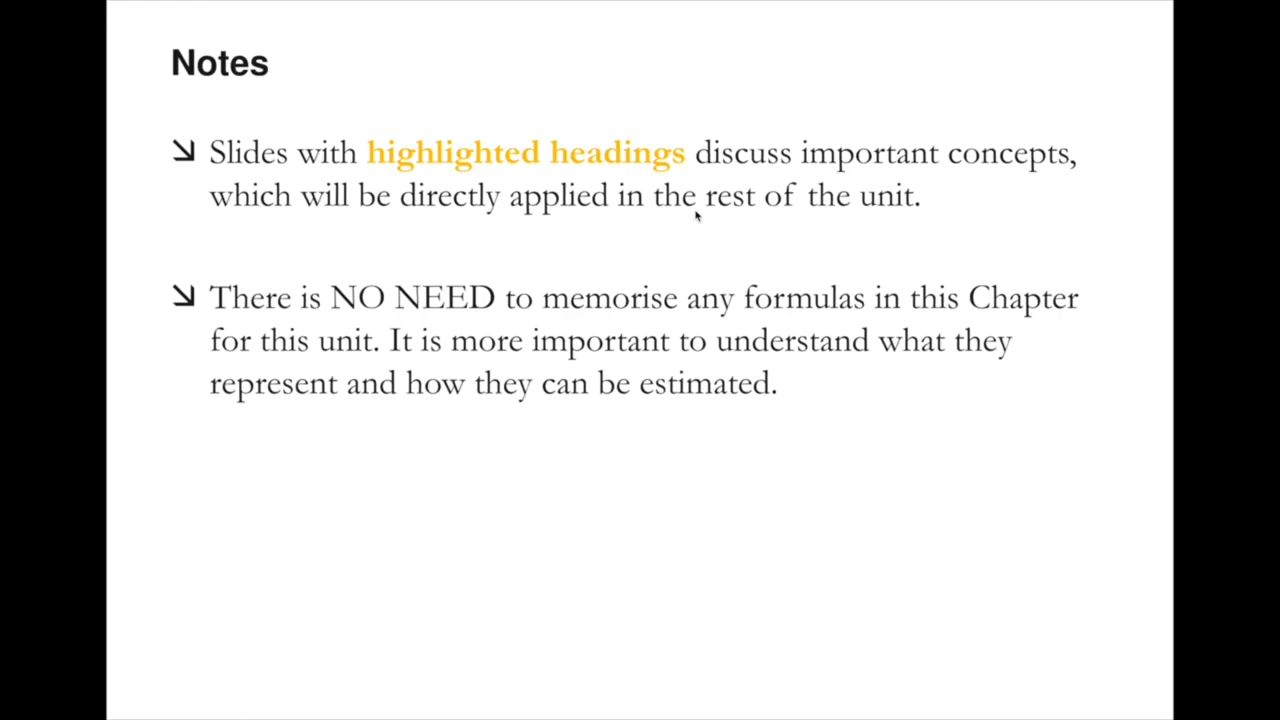 Notes
Slides with highlighted headings discuss important concepts,
which will be directly applied in the rest of the unit.
There is NO NEED to memorise any formulas in this Chapter
for this unit. It is more important to understand what they
represent and how they can be estimated.